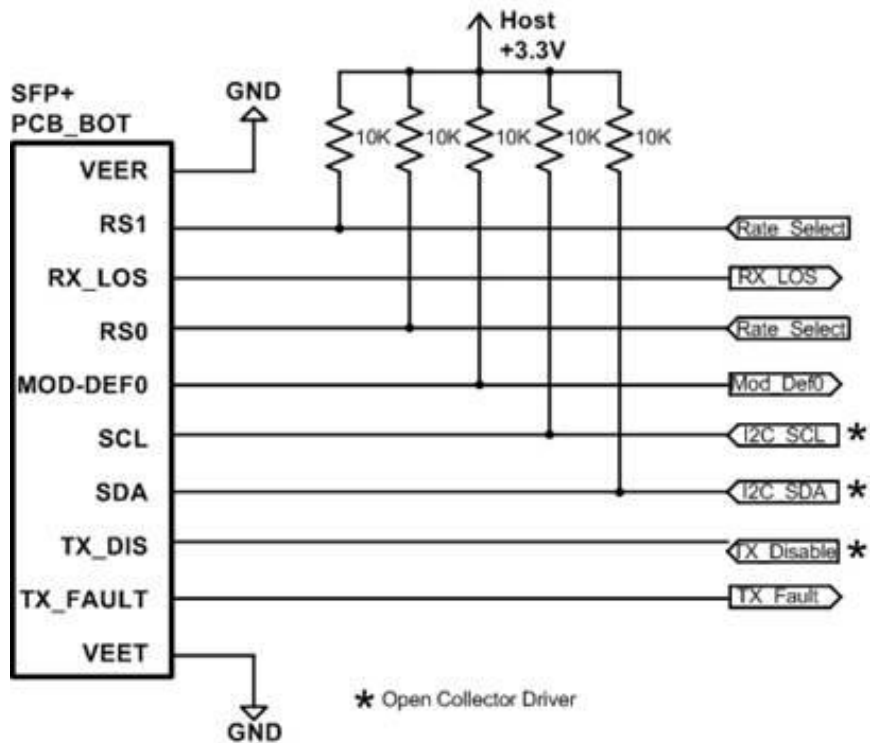 Host
+3.3V
SFP+
PCB_BOT
GND
10K 10K 10K 10K 10K
VEER
RS1 Rate_Select
RX_LOS RX_LOS
RS0 Rate_Select
MOD-DEF0 Mod_Def0
SCL I2C_SCL *
SDA I2C_SDA *
TX_DIS TX_Disable *
TX_FAULT TX_Fault
VEET
* Open Collector Driver
GND